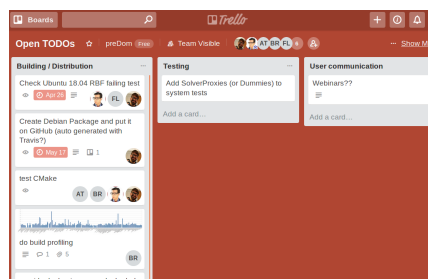 Boards
Trello
Open TODOs
preDom Free
Team Visible
AT BR FL 6
Show M
Building / Distribution
Check Ubuntu 18.04 RBF failing test
Apr 26
FL
Create Debian Package and put it
on GitHub (auto generated with
Travis?)
May 17
1
test CMake
AT BR
do build profiling
1 5
BR
Testing
Add SolverProxies (or Dummies) to
system tests
Add a card...
User communication
Webinars??
Add a card...